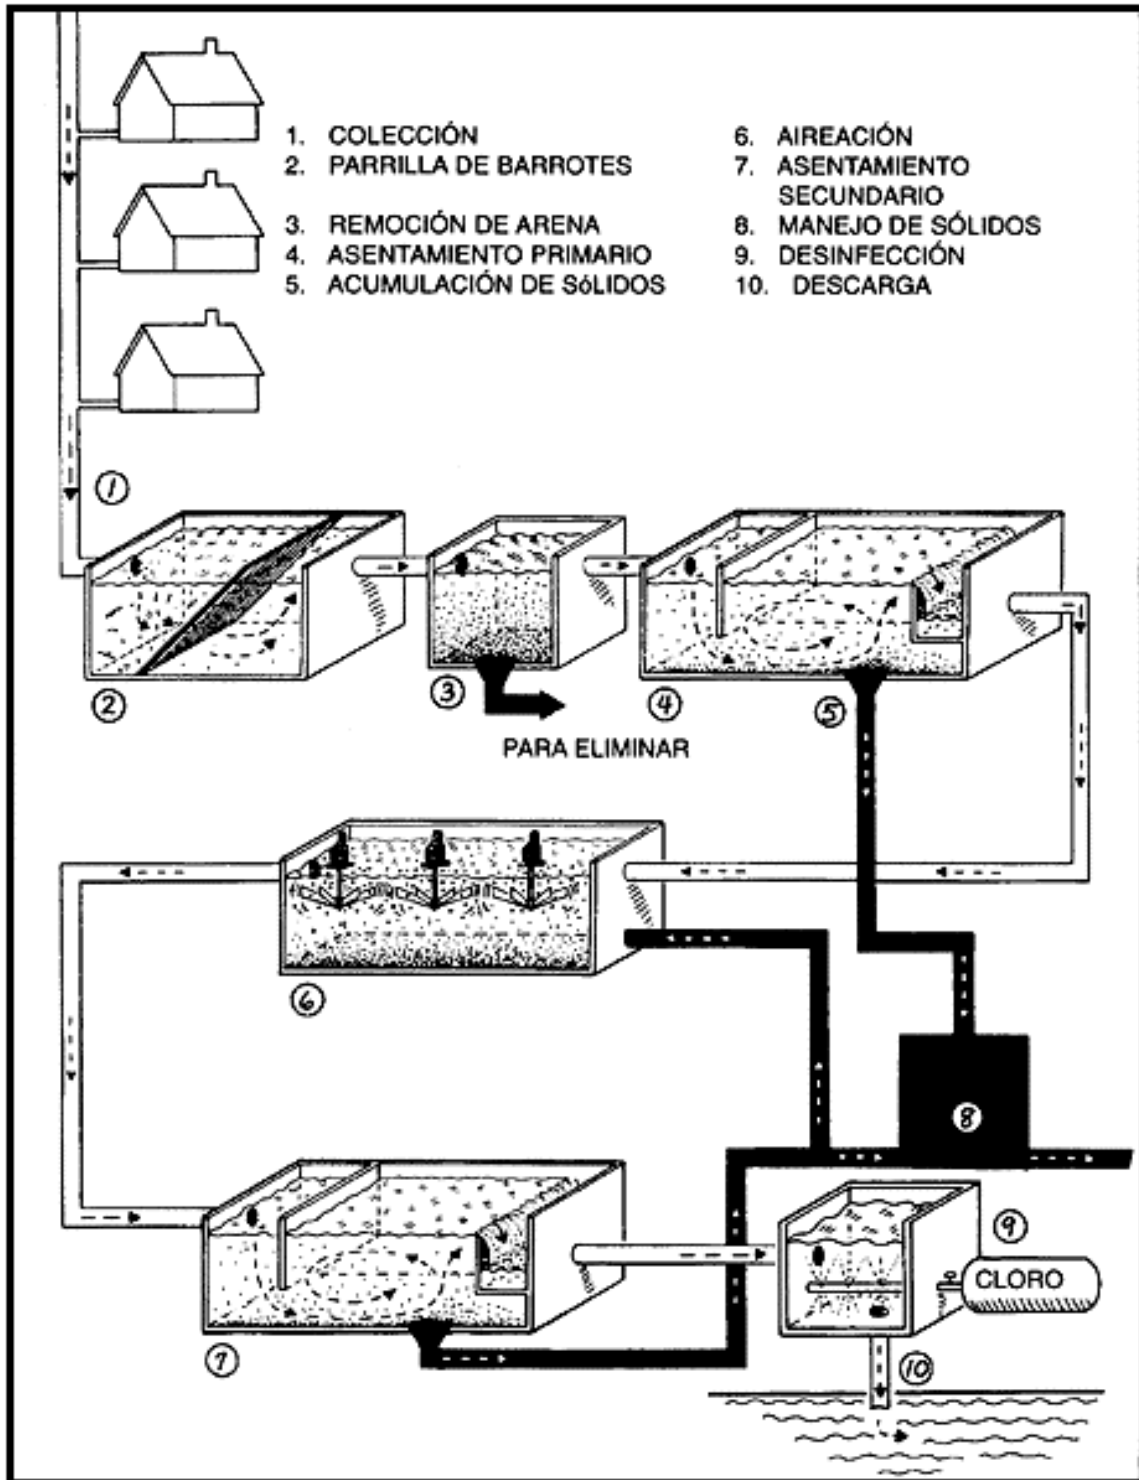 1. COLECCIÓN
2. PARRILLA DE BARROTES
3. REMOCIÓN DE ARENA
4. ASENTAMIENTO PRIMARIO
5. ACUMULACIÓN DE SóLIDOS
6. AIREACIÓN
7. ASENTAMIENTO
SECUNDARIO
8. MANEJO DE SÓLIDOS
9. DESINFECCIÓN
10. DESCARGA
1
2
3
4
5
PARA ELIMINAR
6
8
7
9
CLORO
10